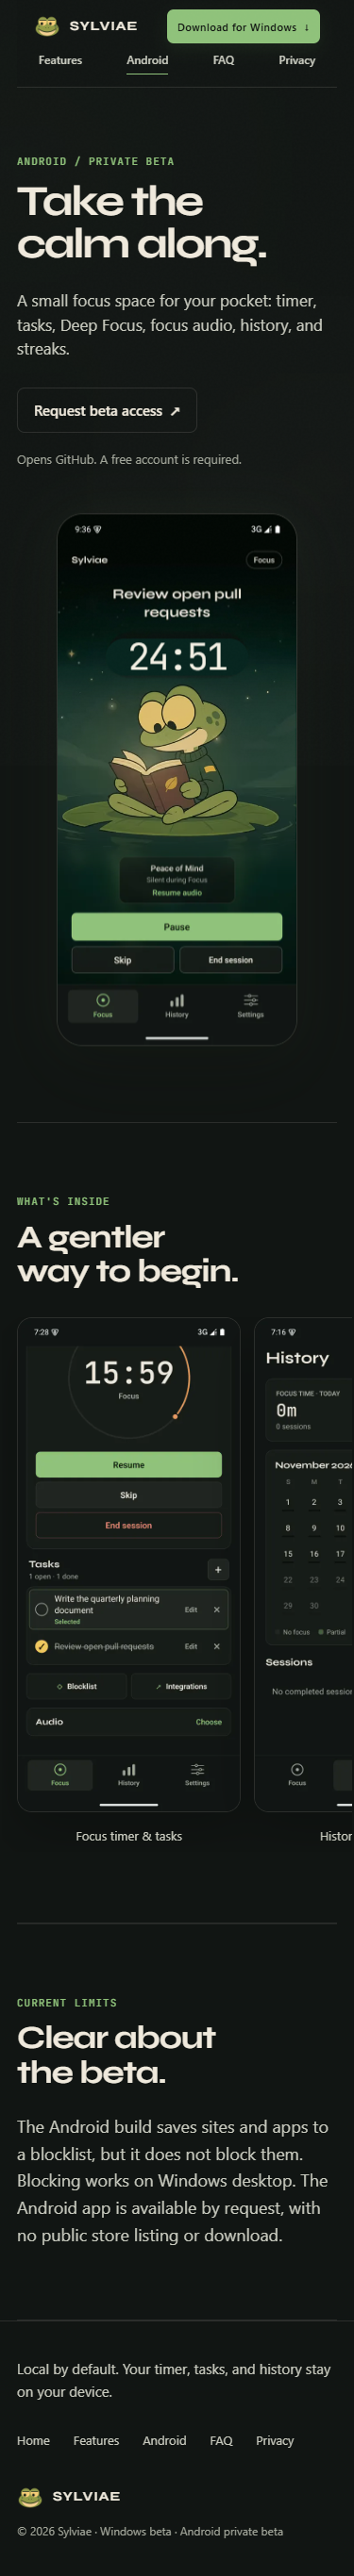 SYLVIAE
Download for Windows ↓
Features Android FAQ Privacy
ANDROID / PRIVATE BETA
Take the
calm along.
A small focus space for your pocket: timer,
tasks, Deep Focus, focus audio, history, and
streaks.
Request beta access ↗
Opens GitHub. A free account is required.
9:36 3G
Sylviae Focus
Review open pull
requests
24:51
Peace of Mind
Silent during Focus
Resume audio
Pause
Skip End session
Focus History Settings
WHAT'S INSIDE
A gentler
way to begin.
7:28 3G
15:59
Focus
Resume
Skip
End session
Tasks
1 open · 1 done
+
Write the quarterly planning
document
Selected
Edit ×
Review open pull requests Edit ×
◇ Blocklist ↗ Integrations
Audio Choose
Focus History Settings
Focus timer & tasks
7:16
History
FOCUS TIME · TODAY
0m
0 sessions
November 2026
S M T
1 2 3
8 9 10
15 16 17
22 23 24
29 30
No focus Partial
Sessions
No completed session
Focus
Histor
CURRENT LIMITS
Clear about
the beta.
The Android build saves sites and apps to
a blocklist, but it does not block them.
Blocking works on Windows desktop. The
Android app is available by request, with
no public store listing or download.
Local by default. Your timer, tasks, and history stay
on your device.
Home Features Android FAQ Privacy
SYLVIAE
© 2026 Sylviae · Windows beta · Android private beta